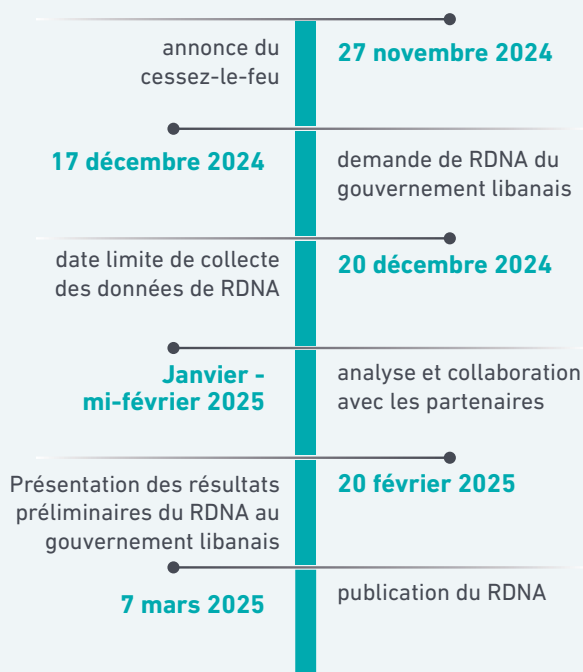 annonce du
cessez-le-feu
27 novembre 2024
17 décembre 2024
demande de RDNA du
gouvernement libanais
date limite de collecte
des données de RDNA
20 décembre 2024
Janvier -
mi-février 2025
analyse et collaboration
avec les partenaires
Présentation des résultats
préliminaires du RDNA au
gouvernement libanais
20 février 2025
7 mars 2025
publication du RDNA